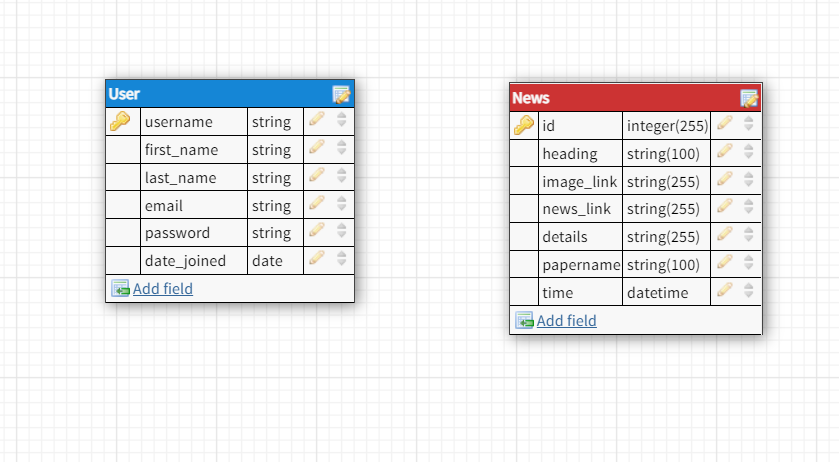 User
username string
first_name string
last_name string
email string
password string
date_joined date
Add field
News
id integer(255)
heading string(100)
image_link string(255)
news_link string(255)
details string(255)
papername string(100)
time datetime
Add field